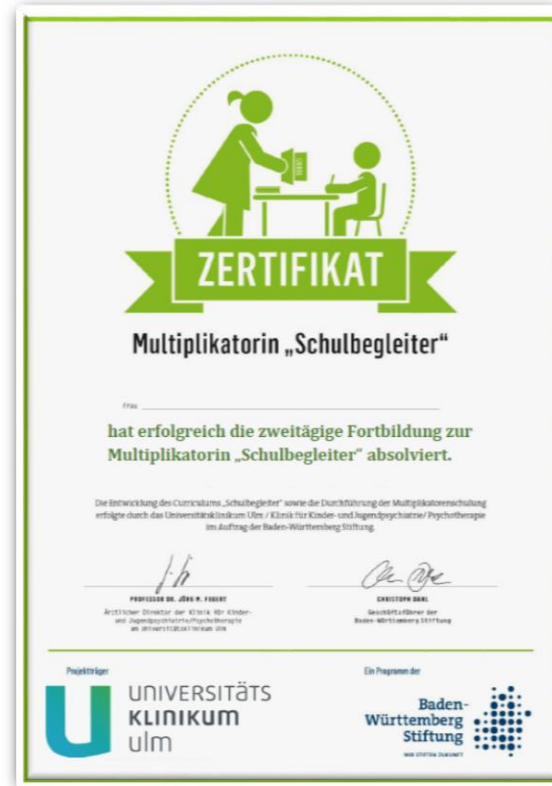 ZERTIFIKAT
Multiplikatorin „Schulbegleiter“
Frau
hat erfolgreich die zweitägige Fortbildung zur
Multiplikatorin „Schulbegleiter“ absolviert.
Die Entwicklung des Curriculums „Schulbegleiter“ sowie die Durchführung der Multiplikatorenschulung
erfolgte durch das Universitätsklinikum Ulm / Klinik für Kinder- und Jugendpsychiatrie/ Psychotherapie
im Auftrag der Baden-Württemberg Stiftung.
PROFESSOR DR. JÖRG M. FEGERT
Ärztlicher Direktor der Klinik für Kinder-
und Jugendpsychiatrie/Psychotherapie
am Universitätsklinikum Ulm
CHRISTOPH DAHL
Geschäftsführer der
Baden-Württemberg Stiftung
Projektträger
UNIVERSITÄTS
KLINIKUM
ulm
Ein Programm der
Baden-
Württemberg
Stiftung
WIR STIFTEN ZUKUNFT